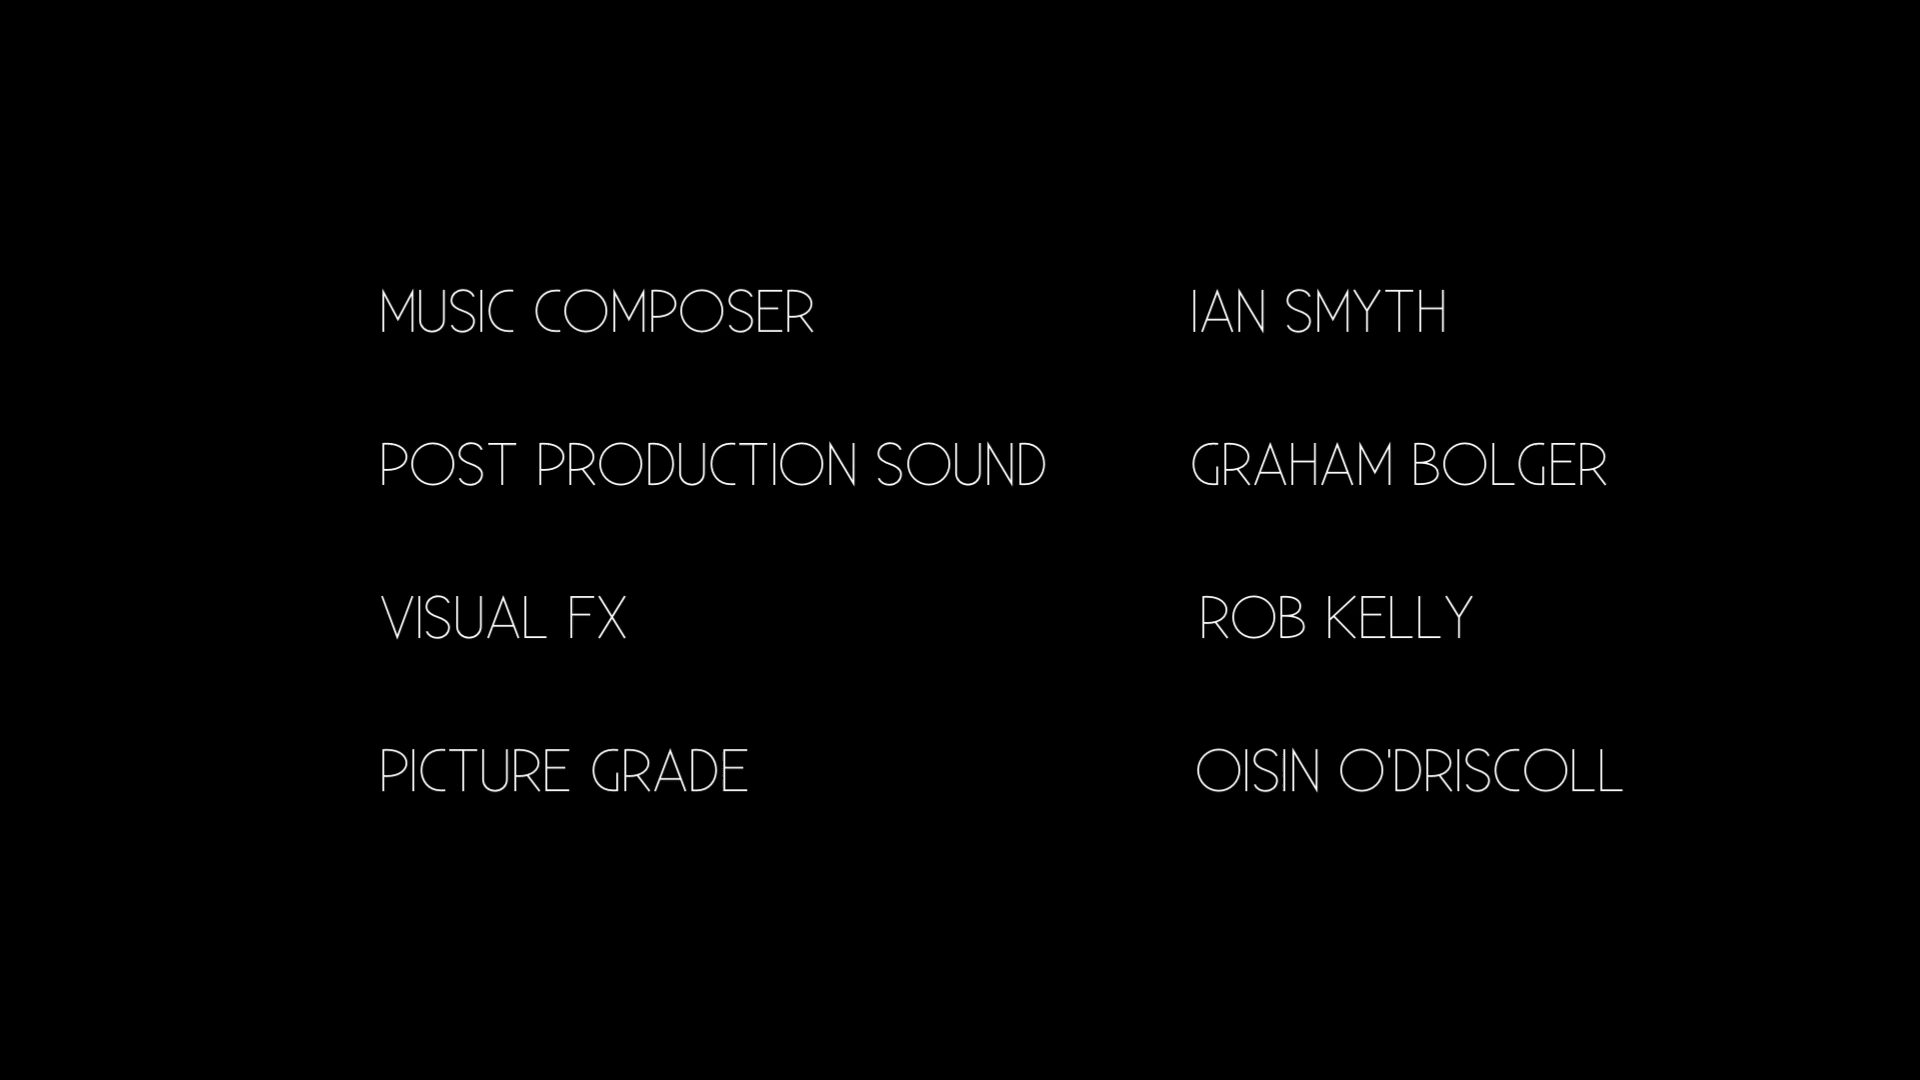 MUSIC COMPOSER IAN SMYTH
POST PRODUCTION SOUND GRAHAM BOLGER
VISUAL FX ROB KELLY
PICTURE GRADE OISIN O'DRISCOLL